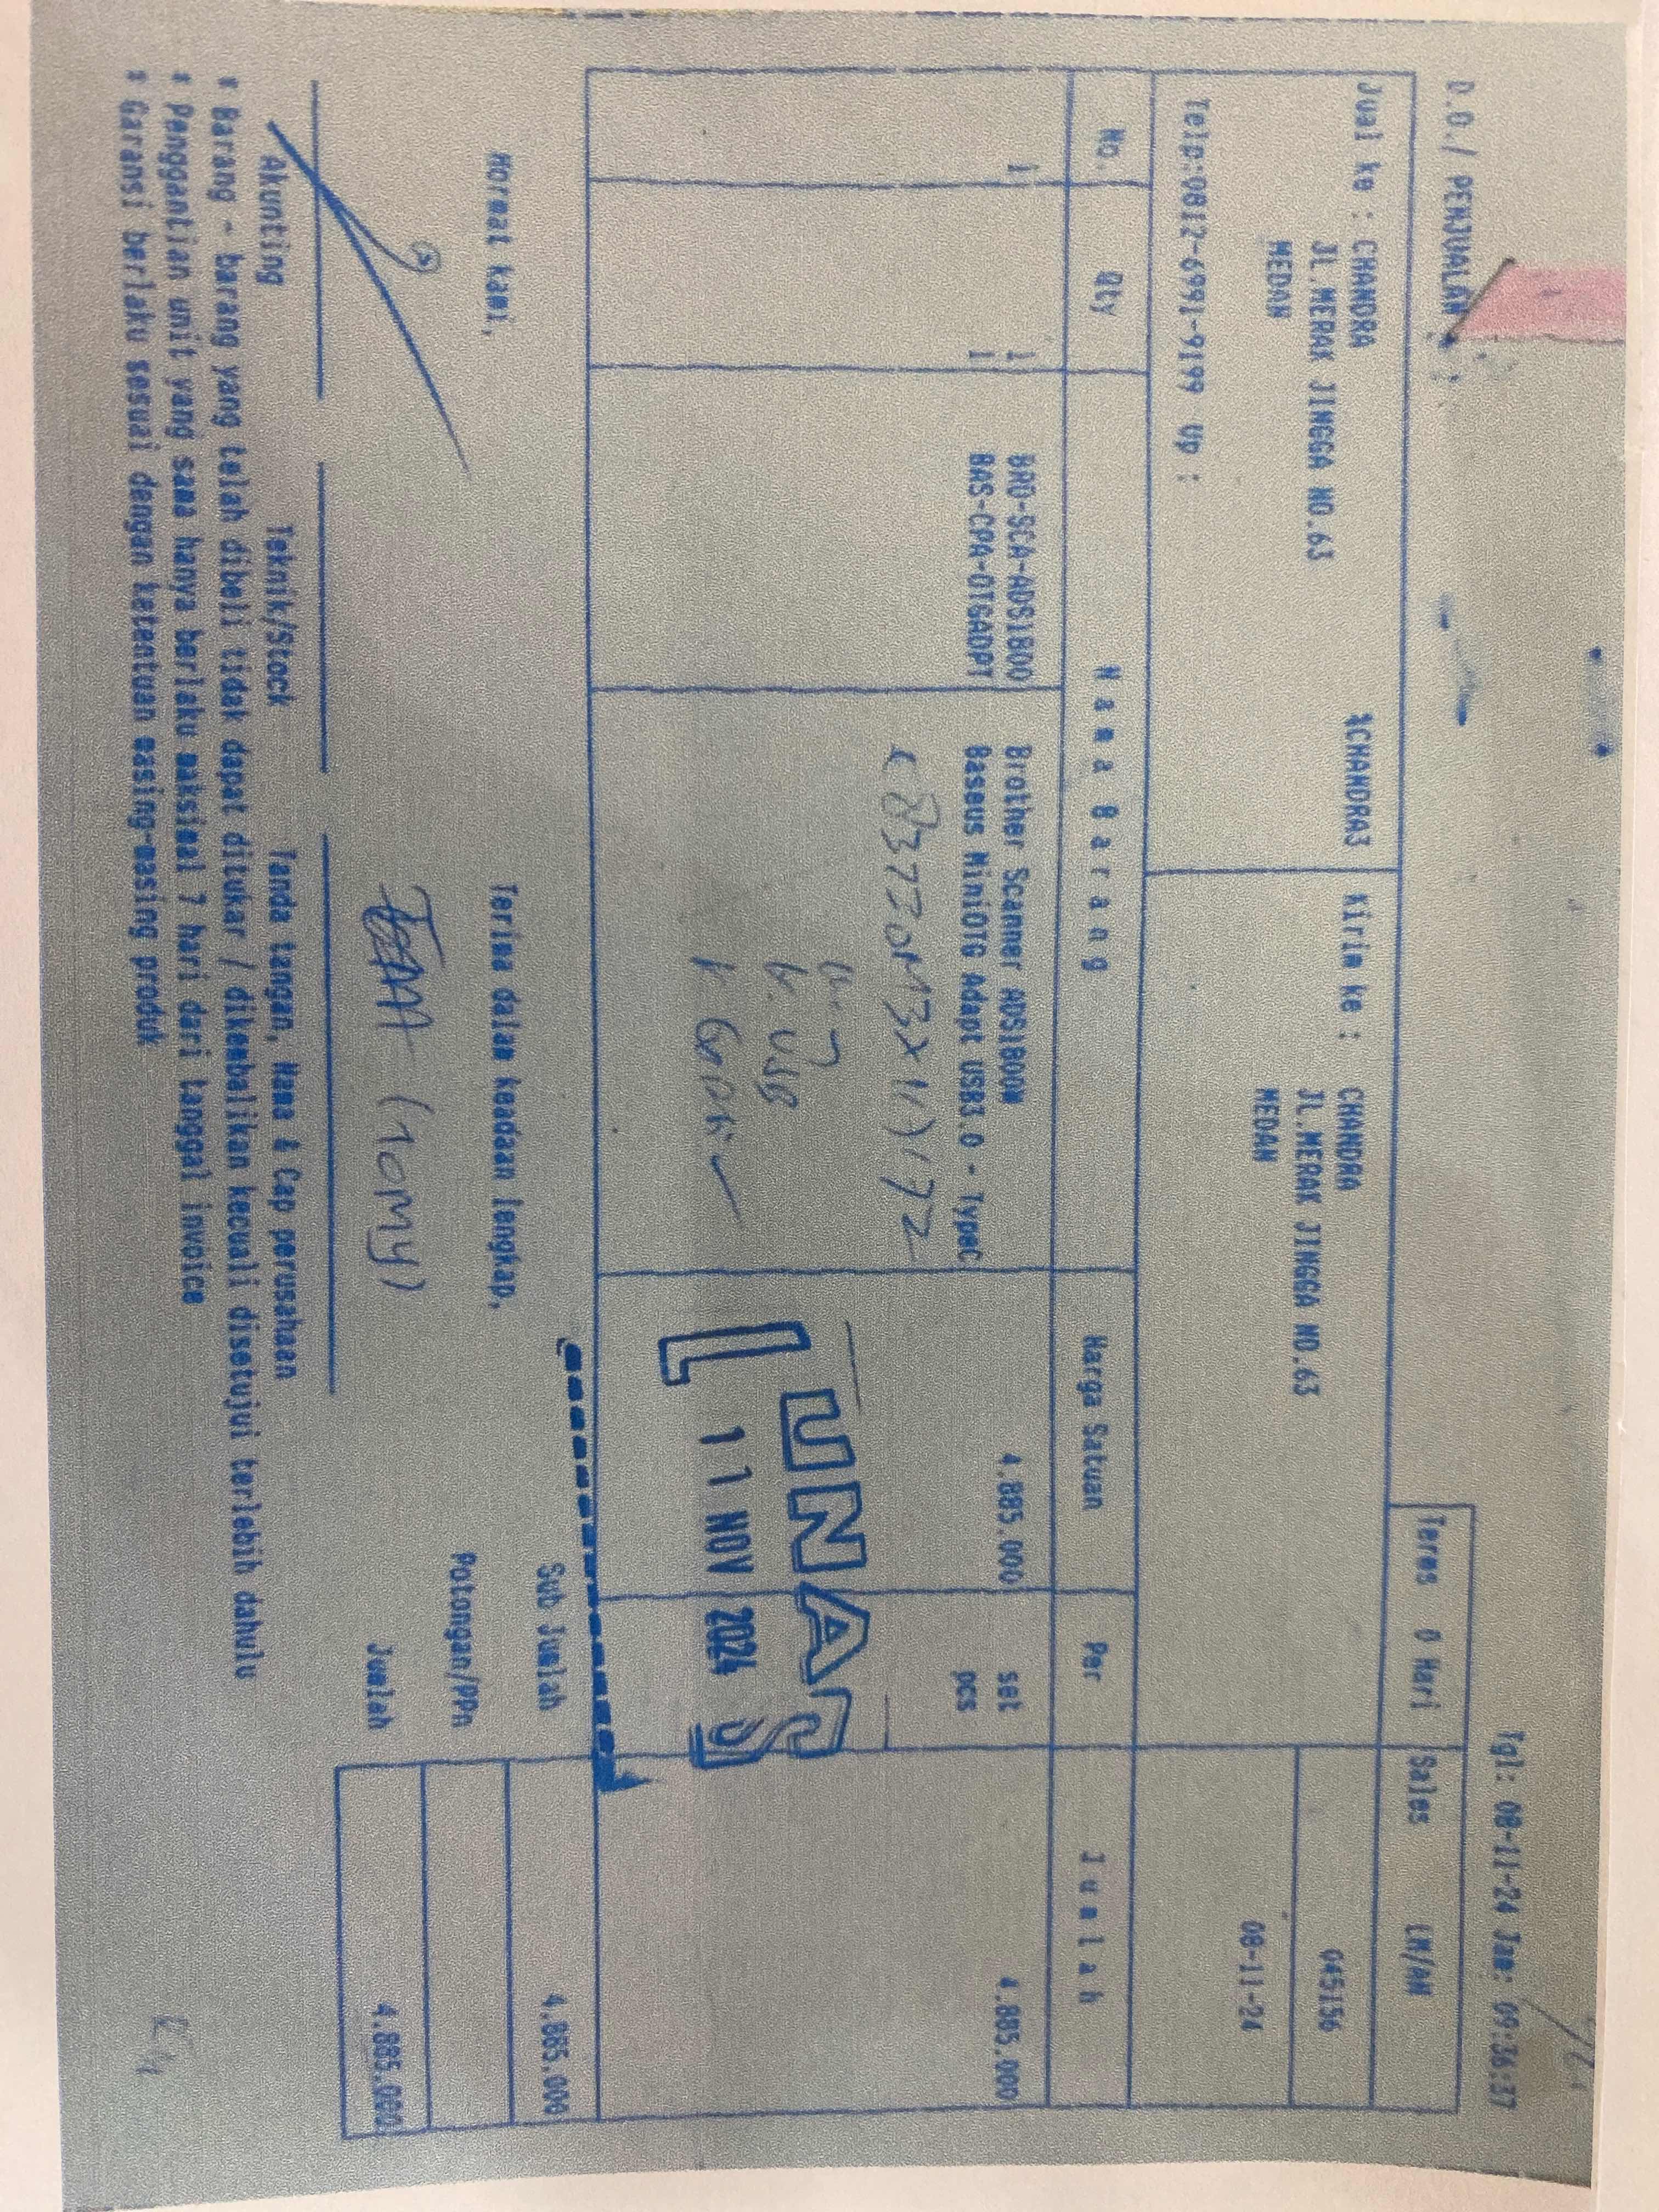 Tgl: 08-11-24 Jam: 09:36:37
D.O./ PENJUALAN
Terms 0 Hari Sales LM/AM
Jual ke : CHANDRA *CHANDRA3
JL.MERAK JINGGA NO.63
MEDAN
Telp:0812-6991-9199 Up :
Kirim ke : CHANDRA
JL.MERAK JINGGA NO.63
MEDAN
045156
08-11-24
No. Qty Nama Barang Harga Satuan Per Jumlah
1 1 BRO-SCA-ADS1800 Brother Scanner ADS1800N 4.885.000 set 4.885.000
1 BAS-CPA-OTGADPT Baseus MiniOTG Adapt USB3.0 - TypeC pcs
LUNAS
11 NOV 2024
K. USB
Hormat kami,
Terima dalam keadaan lengkap,
Sub Jumlah 4.885.000
Potongan/PPn
Jumlah 4.885.000
(Tomy)
Akunting Teknik/Stock Tanda tangan, Nama & Cap perusahaan
* Barang - barang yang telah dibeli tidak dapat ditukar / dikembalikan kecuali disetujui terlebih dahulu
* Penggantian unit yang sama hanya berlaku maksimal 7 hari dari tanggal invoice
* Garansi berlaku sesuai dengan ketentuan masing-masing produk